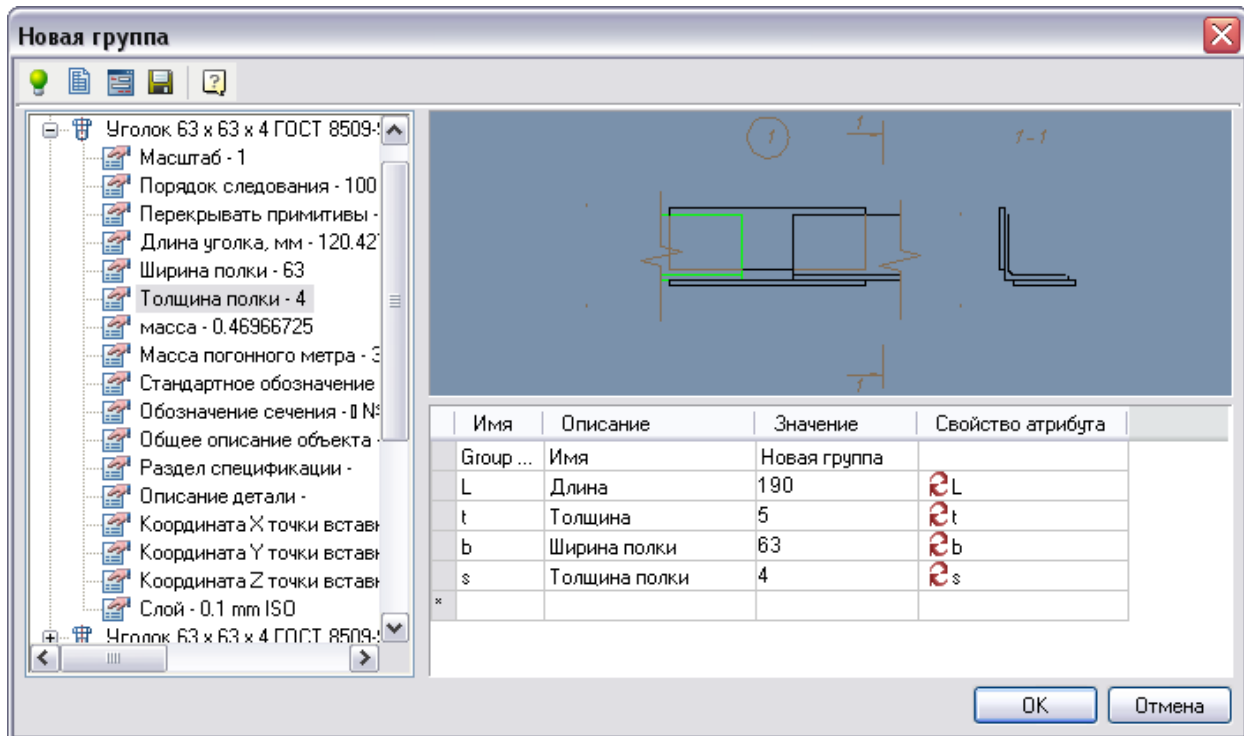 Новая группа
Уголок 63 x 63 x 4 ГОСТ 8509-
Масштаб - 1
Порядок следования - 100
Перекрывать примитивы -
Длина уголка, мм - 120.42
Ширина полки - 63
Толщина полки - 4
масса - 0.46966725
Масса погонного метра -
Стандартное обозначение
Обозначение сечения -
Общее описание объекта -
Раздел спецификации -
Описание детали -
Координата X точки встав
Координата Y точки встав
Координата Z точки встав
Слой - 0.1 mm ISO
Уголок 63 x 63 x 4 ГОСТ 8509-
1
1
1-1
1
Имя Описание Значение Свойство атрибута
Group ... Имя Новая группа
L Длина 190 L
t Толщина 5 t
b Ширина полки 63 b
s Толщина полки 4 s
*
OK Отмена